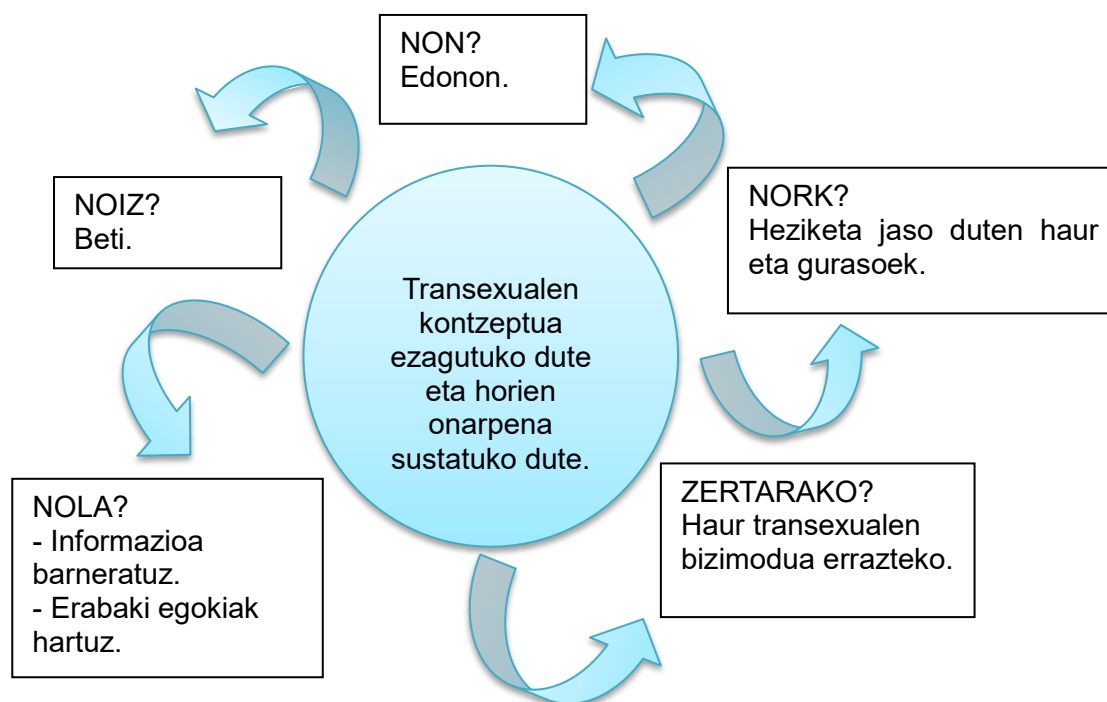 NON?
Edonon.
NOIZ?
Beti.
NORK?
Heziketa jaso duten haur
eta gurasoek.
Transexualen
kontzeptua
ezagutuko dute
eta horien
onarpena
sustatuko dute.
NOLA?
- Informazioa
barneratuz.
- Erabaki egokiak
hartuz.
ZERTARAKO?
Haur transexualen
bizimodua errazteko.